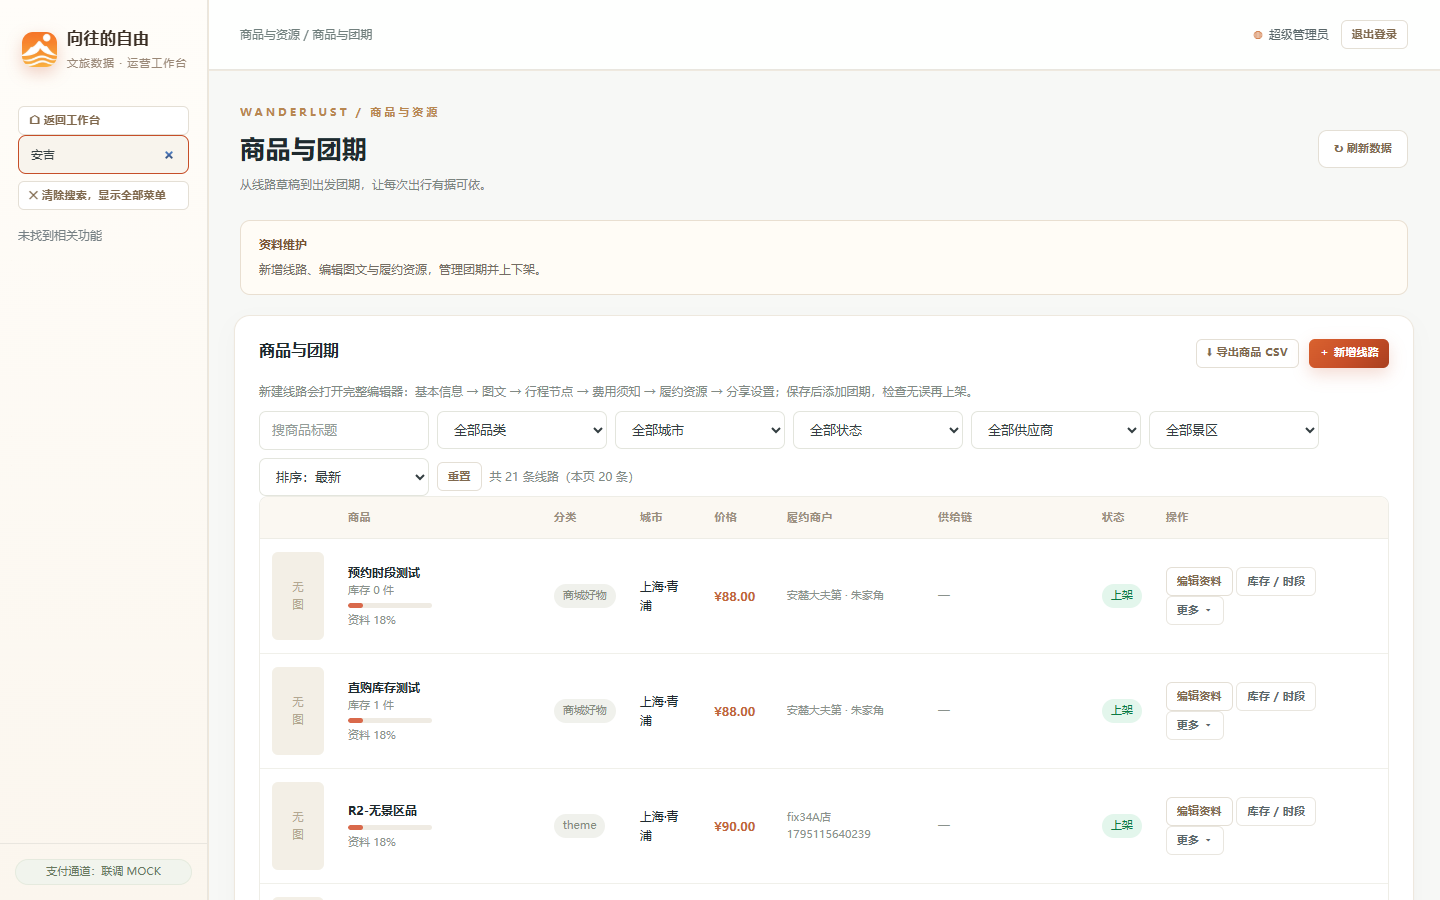 向往的自由
文旅数据 · 运营工作台
返回工作台
安吉
清除搜索，显示全部菜单
未找到相关功能
支付通道：联调 MOCK
商品与资源 / 商品与团期
超级管理员
退出登录
WANDERLUST / 商品与资源
商品与团期
从线路草稿到出发团期，让每次出行有据可依。
↻ 刷新数据
资料维护
新增线路、编辑图文与履约资源，管理团期并上下架。
商品与团期
⬇ 导出商品 CSV
＋ 新增线路
新建线路会打开完整编辑器：基本信息 → 图文 → 行程节点 → 费用须知 → 履约资源 → 分享设置；保存后添加团期，检查无误再上架。
搜商品标题
全部品类
全部城市
全部状态
全部供应商
全部景区
排序：最新
重置
共 21 条线路（本页 20 条）
商品 分类 城市 价格 履约商户 供给链 状态 操作
无
图
预约时段测试
库存 0 件
资料 18%
商城好物
上海·青
浦
¥88.00
安麓大夫第 · 朱家角
—
上架
编辑资料
库存 / 时段
更多
无
图
直购库存测试
库存 1 件
资料 18%
商城好物
上海·青
浦
¥88.00
安麓大夫第 · 朱家角
—
上架
编辑资料
库存 / 时段
更多
无
图
R2-无景区品
资料 18%
theme
上海·青
浦
¥90.00
fix34A店
1795115640239
—
上架
编辑资料
库存 / 时段
更多